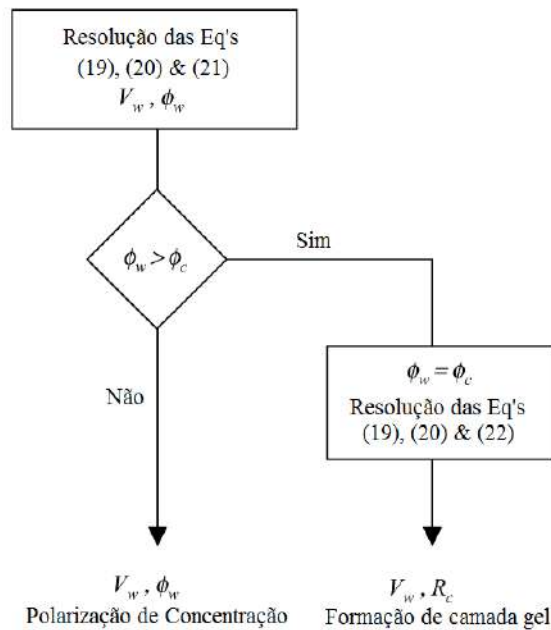 Resolução das Eq's
(19), (20) & (21)
V_w , ϕ_w
ϕ_w > ϕ_c
Sim
Não
ϕ_w = ϕ_c
Resolução das Eq's
(19), (20) & (22)
V_w , ϕ_w
Polarização de Concentração
V_w , R_c
Formação de camada gel